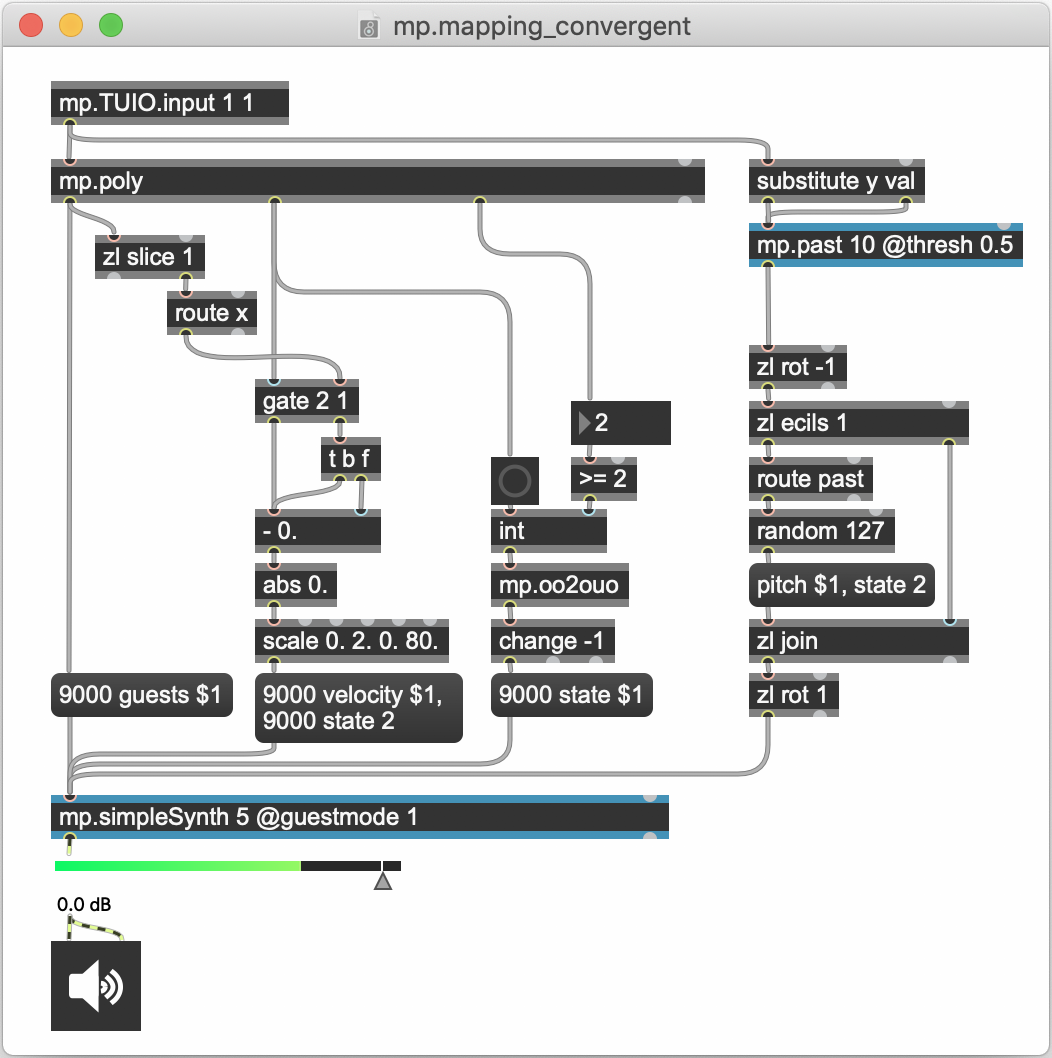 mp.mapping_convergent
mp.TUIO.input 1 1
mp.poly
substitute y val
zl slice 1
mp.past 10 @thresh 0.5
route x
zl rot -1
gate 2 1
2
zl ecils 1
t b f
>= 2
route past
- 0.
int
random 127
abs 0.
mp.oo2ouo
pitch $1, state 2
scale 0. 2. 0. 80.
change -1
zl join
9000 guests $1
9000 velocity $1,
9000 state 2
9000 state $1
zl rot 1
mp.simpleSynth 5 @guestmode 1
0.0 dB